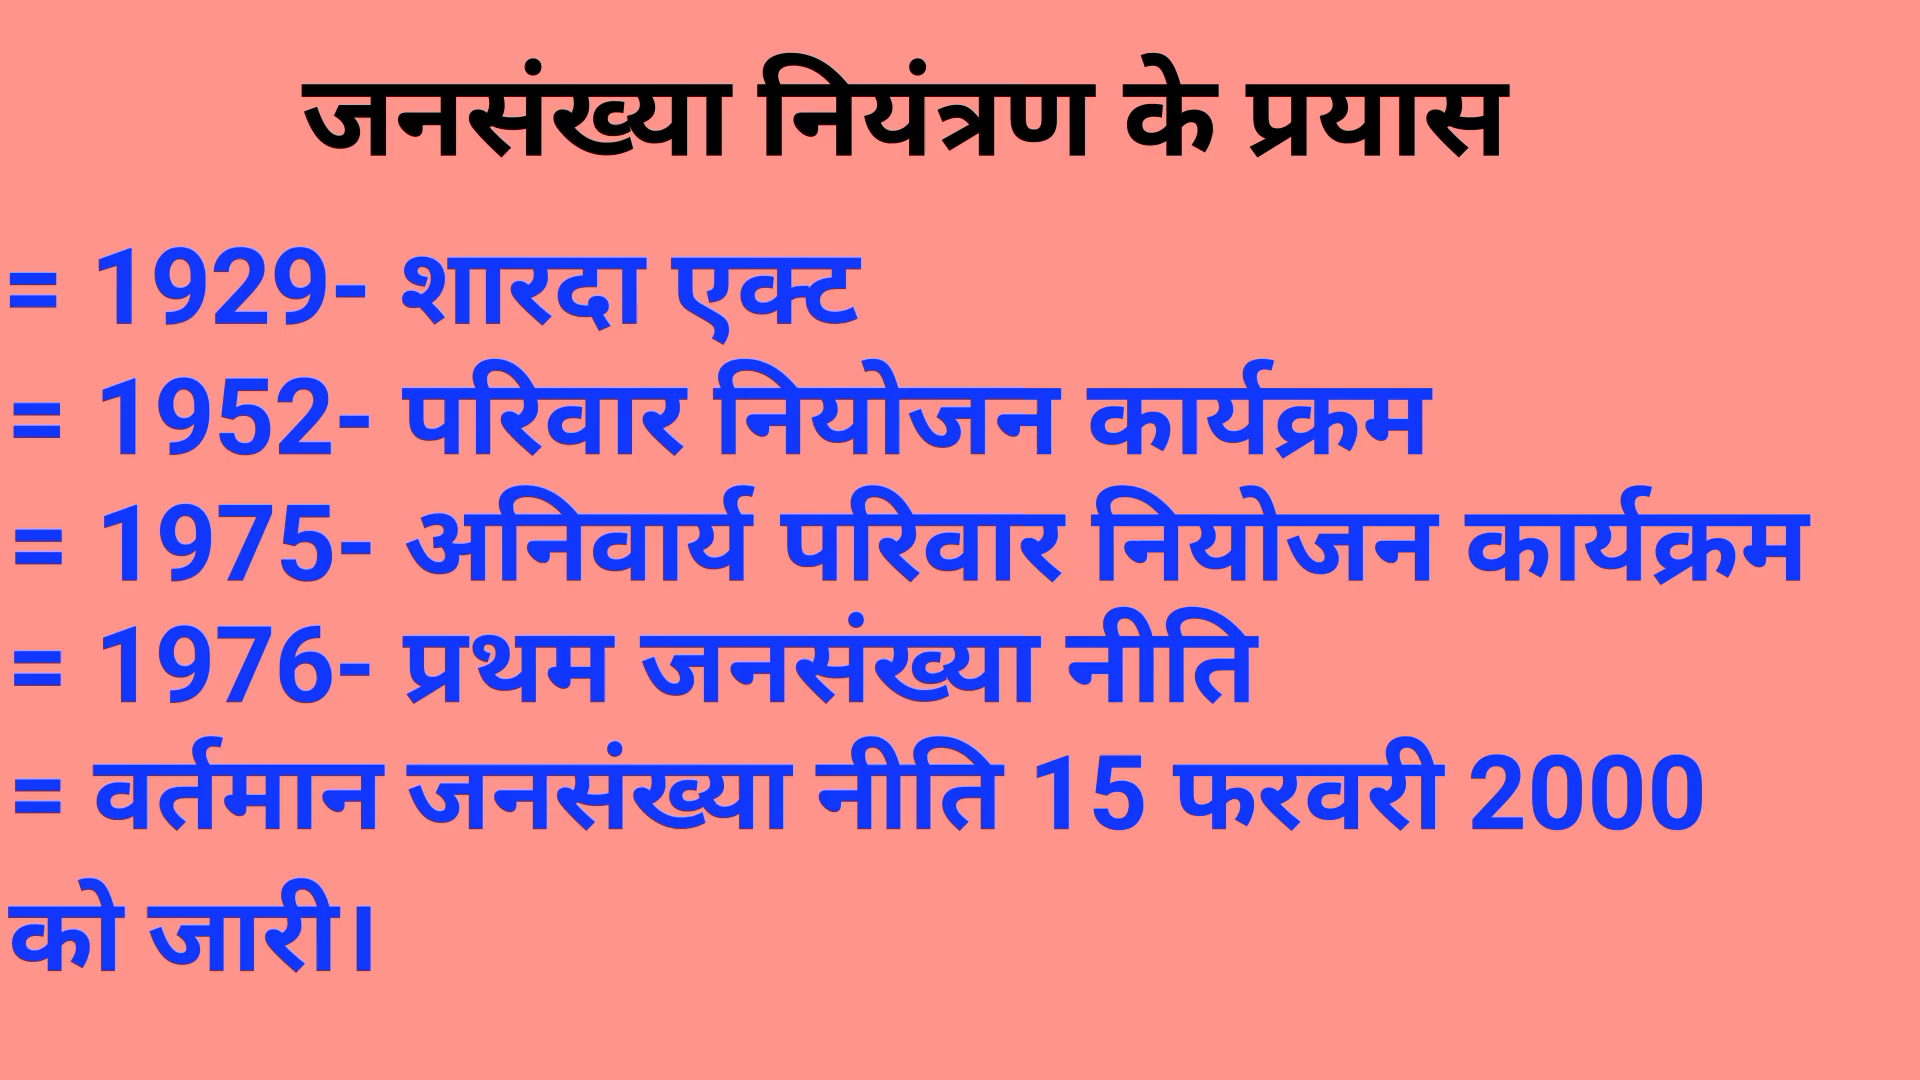 जनसंख्या नियंत्रण के प्रयास
= 1929- शारदा एक्ट
= 1952- परिवार नियोजन कार्यक्रम
= 1975- अनिवार्य परिवार नियोजन कार्यक्रम
= 1976- प्रथम जनसंख्या नीति
= वर्तमान जनसंख्या नीति 15 फरवरी 2000
को जारी।